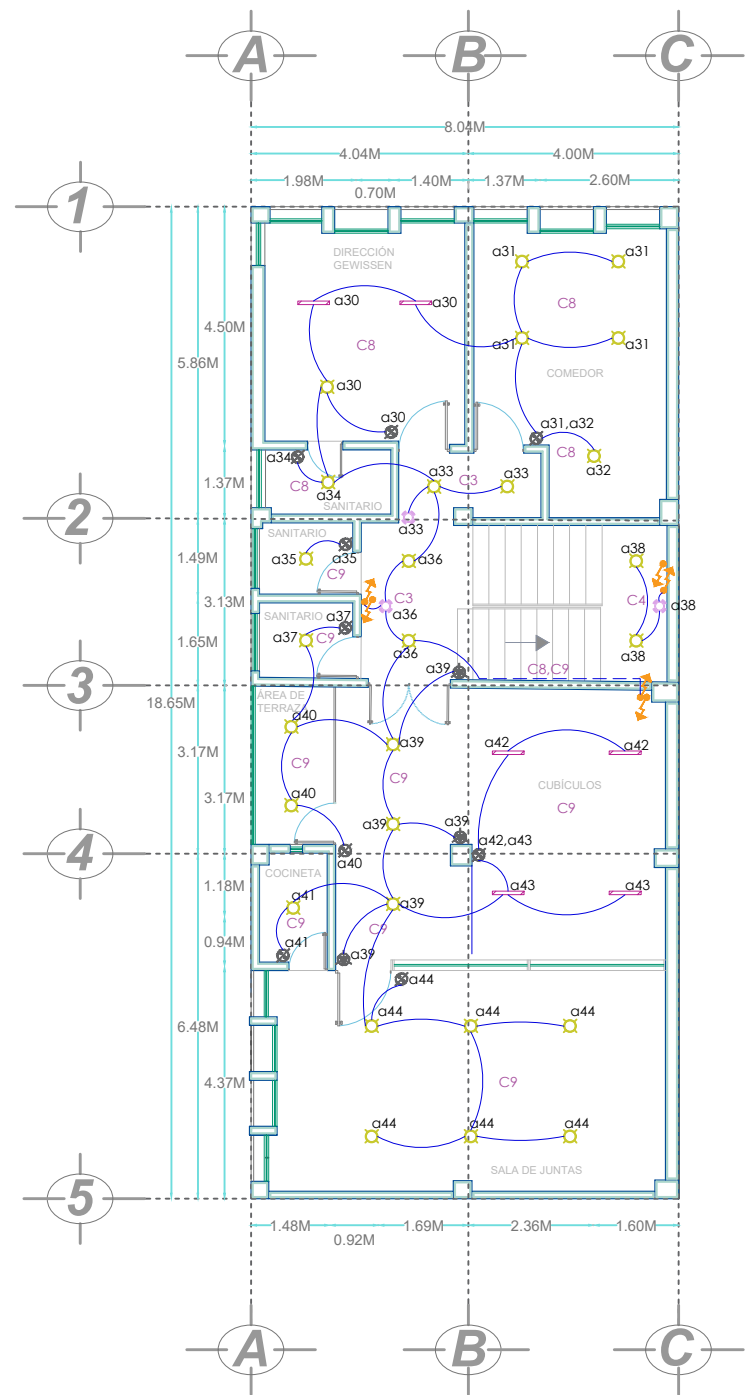 A
B
C
8.04M
4.04M
4.00M
1.98M
1.40M
1.37M
2.60M
0.70M
1
DIRECCIÓN
GEWISSEN
a31
a31
a30
a30
C8
4.50M
C8
a31
a31
5.86M
COMEDOR
a30
a30
a31,a32
C8
a34
a32
C3
a33
a33
1.37M
C8
a34
SANITARIO
2
a33
SANITARIO
1.49M
a35
a35
a36
a38
C9
3.13M
C3
C4
a38
SANITARIO
a36
a37
1.65M
a37
C9
a36
a38
a39
C8,C9
3
ÁREA DE
TERRAZA
18.65M
a40
a39
a42
a42
3.17M
C9
C9
CUBÍCULOS
3.17M
a40
C9
a39
a39
a42,a43
4
a40
1.18M
COCINETA
a43
a43
a41
a39
C9
C9
0.94M
a41
a39
a44
6.48M
a44
a44
a44
4.37M
C9
a44
a44
a44
SALA DE JUNTAS
5
1.48M
1.69M
2.36M
1.60M
0.92M
A
B
C